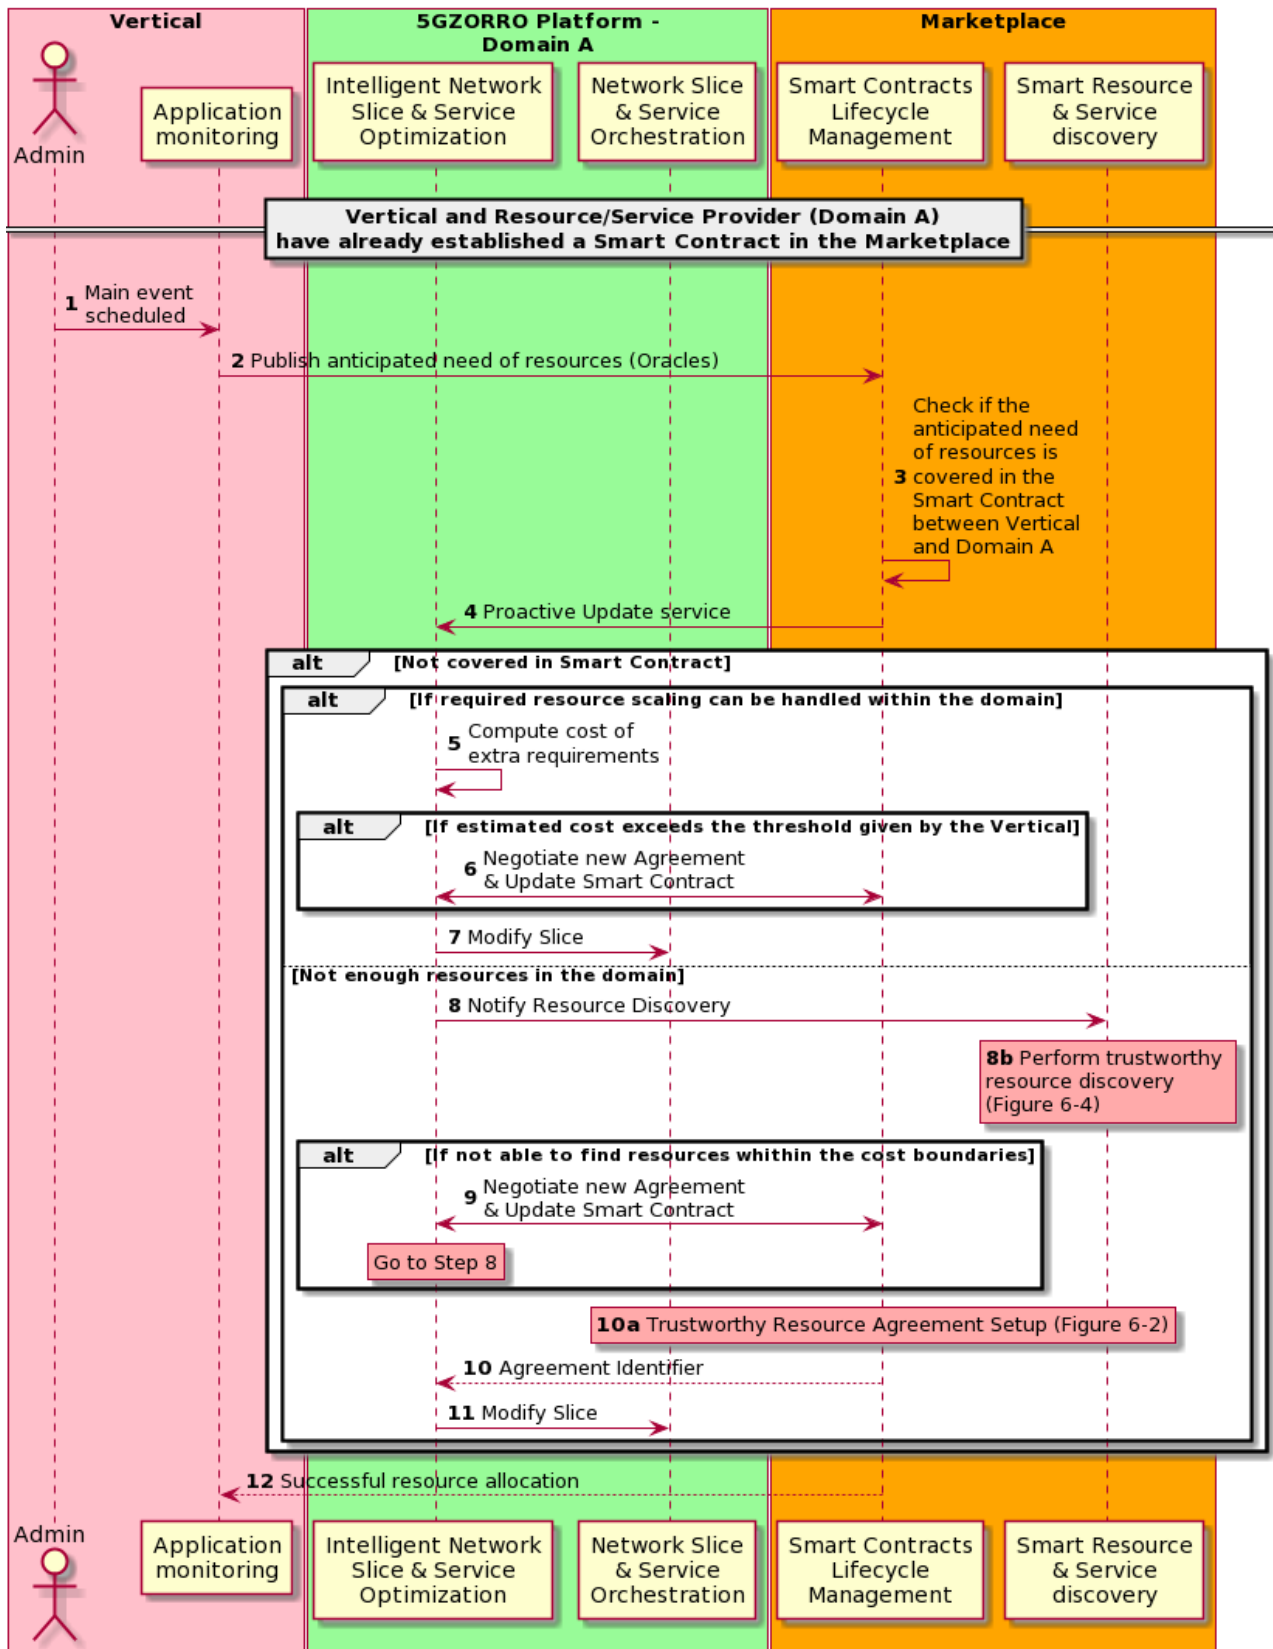 Vertical
5GZORRO Platform -
Domain A
Marketplace
Admin
Application
monitoring
Intelligent Network
Slice & Service
Optimization
Network Slice
& Service
Orchestration
Smart Contracts
Lifecycle
Management
Smart Resource
& Service
discovery
Vertical and Resource/Service Provider (Domain A)
have already established a Smart Contract in the Marketplace
1 Main event
scheduled
2 Publish anticipated need of resources (Oracles)
Check if the
anticipated need
of resources is
3 covered in the
Smart Contract
between Vertical
and Domain A
4 Proactive Update service
alt [Not covered in Smart Contract]
alt [If required resource scaling can be handled within the domain]
5 Compute cost of
extra requirements
alt [If estimated cost exceeds the threshold given by the Vertical]
6 Negotiate new Agreement
& Update Smart Contract
7 Modify Slice
[Not enough resources in the domain]
8 Notify Resource Discovery
8b Perform trustworthy
resource discovery
(Figure 6-4)
alt [If not able to find resources whithin the cost boundaries]
9 Negotiate new Agreement
& Update Smart Contract
Go to Step 8
10a Trustworthy Resource Agreement Setup (Figure 6-2)
10 Agreement Identifier
11 Modify Slice
12 Successful resource allocation
Admin
Application
monitoring
Intelligent Network
Slice & Service
Optimization
Network Slice
& Service
Orchestration
Smart Contracts
Lifecycle
Management
Smart Resource
& Service
discovery